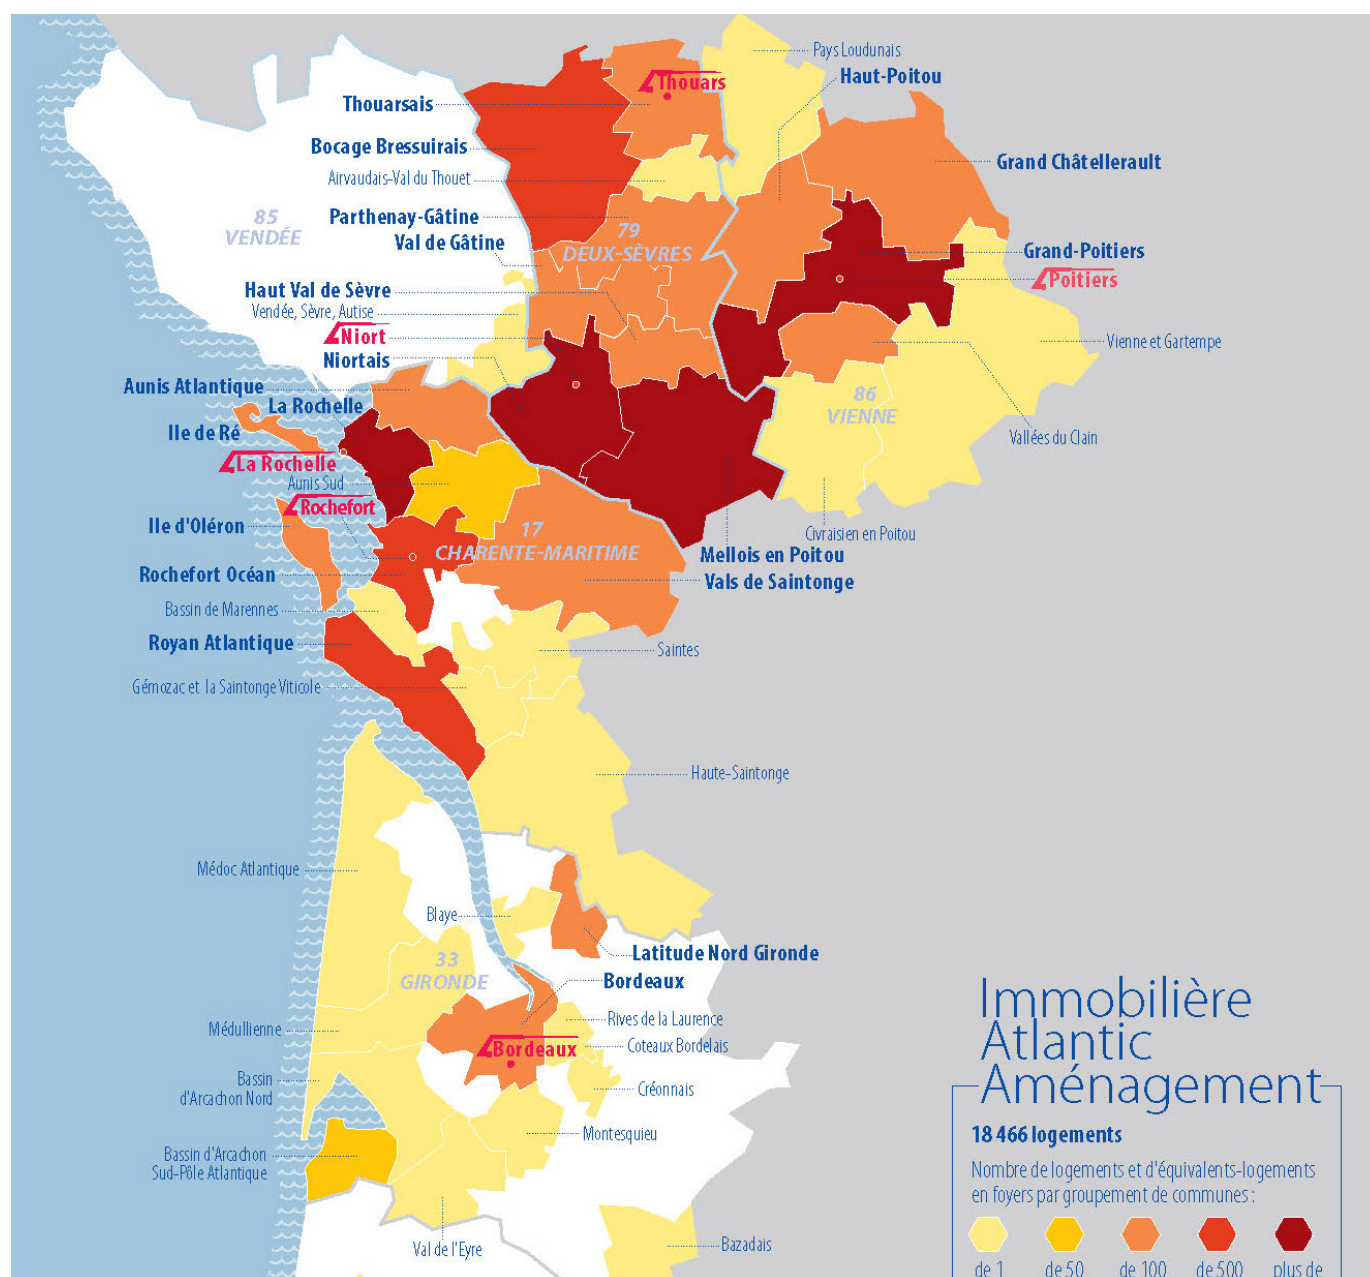 Pays Loudunais
Haut-Poitou
Thouars
Thouarsais
Bocage Bressuirais
Airvaudais-Val du Thouet
Grand Châtellerault
85
VENDÉE
Parthenay-Gâtine
Val de Gâtine
79
DEUX-SÈVRES
Grand-Poitiers
Poitiers
Haut Val de Sèvre
Vendée, Sèvre, Autise
Niort
Niortais
Vienne et Gartempe
Aunis Atlantique
La Rochelle
86
VIENNE
Ile de Ré
Vallées du Clain
La Rochelle
Aunis Sud
Rochefort
Ile d'Oléron
17
CHARENTE-MARITIME
Civraisien en Poitou
Mellois en Poitou
Vals de Saintonge
Rochefort Océan
Bassin de Marennes
Royan Atlantique
Saintes
Gémozac et la Saintonge Viticole
Haute-Saintonge
Médoc Atlantique
Blaye
Latitude Nord Gironde
33
GIRONDE
Bordeaux
Rives de la Laurence
Médullienne
Coteaux Bordelais
Bordeaux
Bassin
d'Arcachon Nord
Créonnais
Montesquieu
Bassin d'Arcachon
Sud-Pôle Atlantique
Val de l'Eyre
Bazadais
Immobilière
Atlantic
Aménagement
18 466 logements
Nombre de logements et d'équivalents-logements
en foyers par groupement de communes :
de 1 de 50 de 100 de 500 plus de